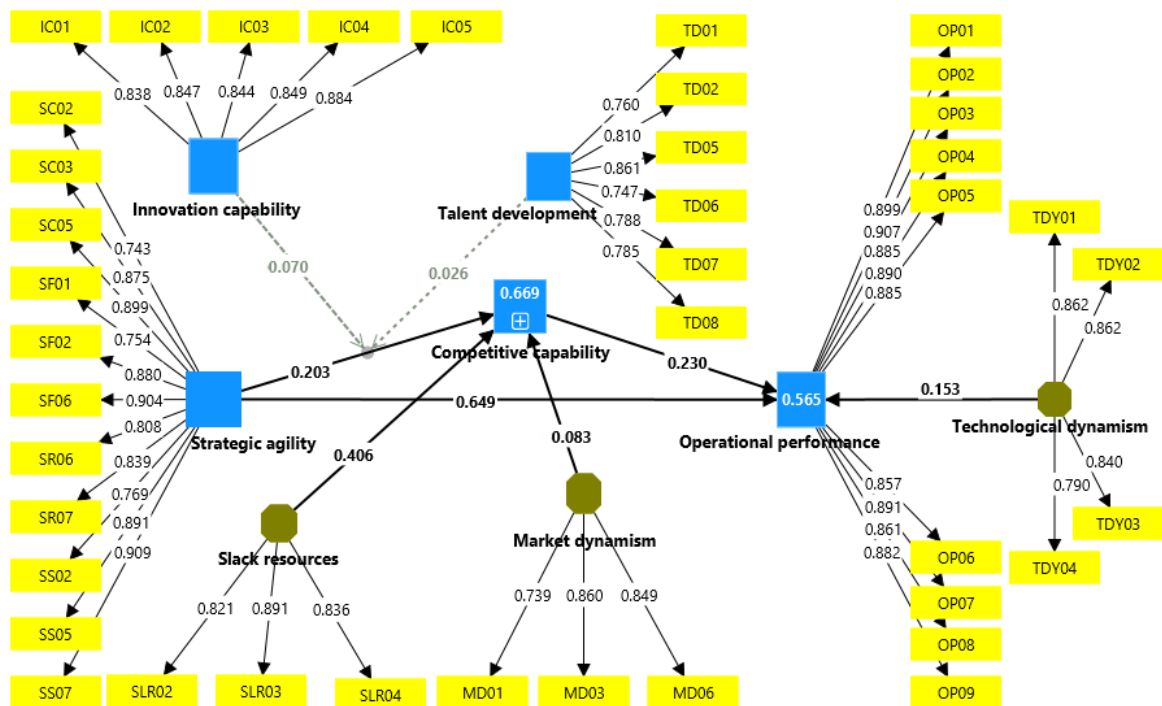 IC01
IC02
IC03
IC04
IC05
0.838
0.847
0.844
0.849
0.884
Innovation capability
TD01
TD02
TD05
TD06
TD07
TD08
0.760
0.810
0.861
0.747
0.788
0.785
Talent development
OP01
OP02
OP03
OP04
OP05
0.899
0.907
0.885
0.890
0.885
SC02
SC03
SC05
SF01
SF02
SF06
SR06
SR07
SS02
SS05
SS07
0.743
0.875
0.899
0.754
0.880
0.904
0.808
0.839
0.769
0.891
0.909
Strategic agility
0.070
0.026
0.669
Competitive capability
0.203
0.230
0.649
0.406
0.083
0.565
Operational performance
0.153
TDY01
TDY02
0.862
0.862
Technological dynamism
0.840
0.790
TDY03
TDY04
0.857
0.891
0.861
0.882
OP06
OP07
OP08
OP09
Slack resources
0.821
0.891
0.836
SLR02
SLR03
SLR04
Market dynamism
0.739
0.860
0.849
MD01
MD03
MD06